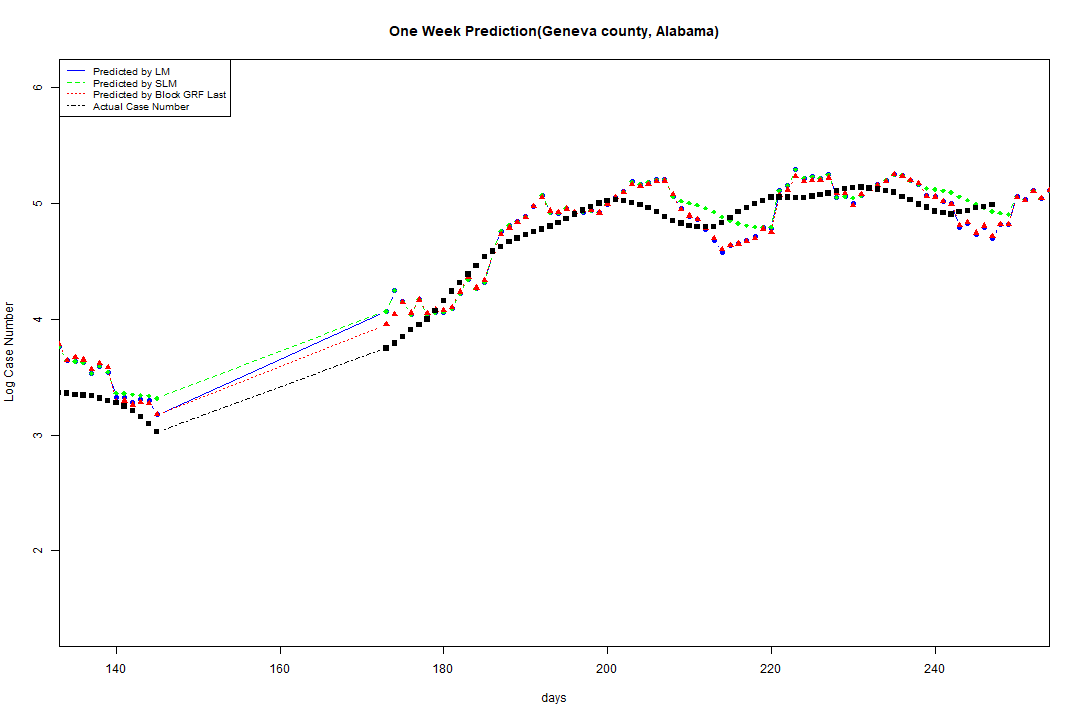 One Week Prediction(Geneva county, Alabama)
Predicted by LM
Predicted by SLM
Predicted by Block GRF Last
Actual Case Number
6
5
4
3
2
Log Case Number
140 160 180 200 220 240
days